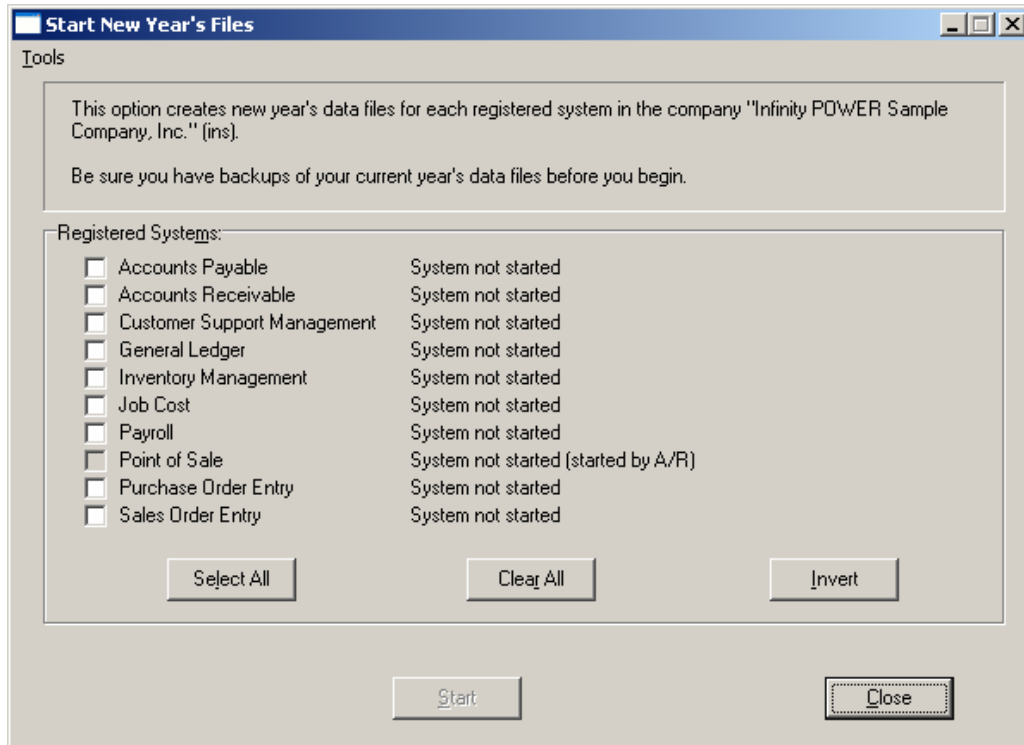 Start New Year's Files
Tools
This option creates new year's data files for each registered system in the company "Infinity POWER Sample
Company, Inc." (ins).
Be sure you have backups of your current year's data files before you begin.
Registered Systems:
Accounts Payable System not started
Accounts Receivable System not started
Customer Support Management System not started
General Ledger System not started
Inventory Management System not started
Job Cost System not started
Payroll System not started
Point of Sale System not started (started by A/R)
Purchase Order Entry System not started
Sales Order Entry System not started
Select All Clear All Invert
Start Close